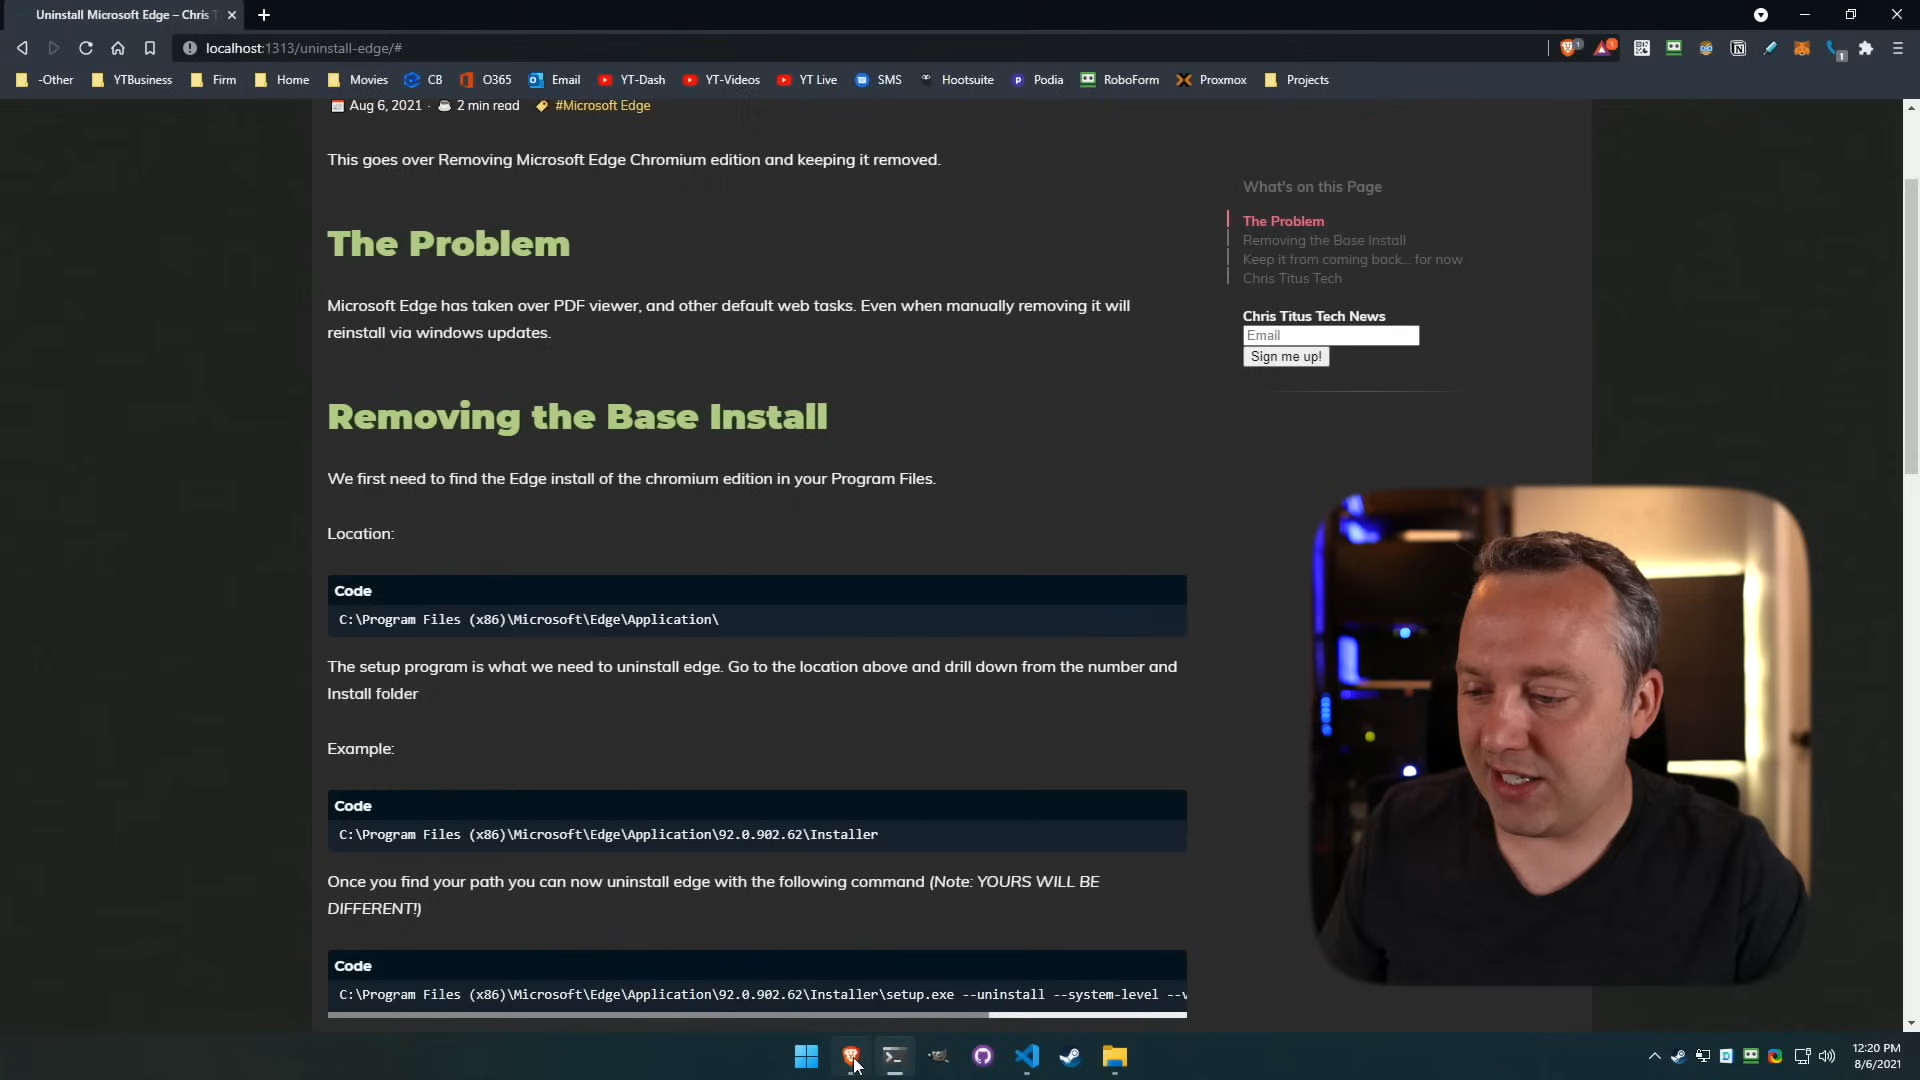 Uninstall Microsoft Edge – Chris T
localhost:1313/uninstall-edge/#
1
1
1
-Other
YTBusiness
Firm
Home
Movies
CB
O365
Email
YT-Dash
YT-Videos
YT Live
SMS
Hootsuite
Podia
RoboForm
Proxmox
Projects
Aug 6, 2021 · 2 min read #Microsoft Edge
This goes over Removing Microsoft Edge Chromium edition and keeping it removed.
The Problem
Microsoft Edge has taken over PDF viewer, and other default web tasks. Even when manually removing it will
reinstall via windows updates.
Removing the Base Install
We first need to find the Edge install of the chromium edition in your Program Files.
Location:
Code
C:\Program Files (x86)\Microsoft\Edge\Application\
The setup program is what we need to uninstall edge. Go to the location above and drill down from the number and
Install folder
Example:
Code
C:\Program Files (x86)\Microsoft\Edge\Application\92.0.902.62\Installer
Once you find your path you can now uninstall edge with the following command (Note: YOURS WILL BE
DIFFERENT!)
Code
C:\Program Files (x86)\Microsoft\Edge\Application\92.0.902.62\Installer\setup.exe --uninstall --system-level --v
What's on this Page
The Problem
Removing the Base Install
Keep it from coming back... for now
Chris Titus Tech
Chris Titus Tech News
Email
Sign me up!
12:20 PM
8/6/2021